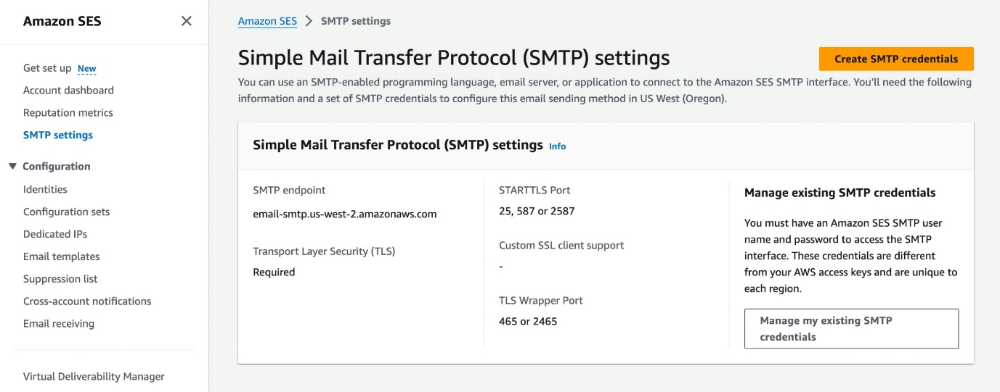 Amazon SES
Get set up New
Account dashboard
Reputation metrics
SMTP settings
Configuration
Identities
Configuration sets
Dedicated IPs
Email templates
Suppression list
Cross-account notifications
Email receiving
Virtual Deliverability Manager
Amazon SES > SMTP settings
Simple Mail Transfer Protocol (SMTP) settings
Create SMTP credentials
You can use an SMTP-enabled programming language, email server, or application to connect to the Amazon SES SMTP interface. You'll need the following
information and a set of SMTP credentials to configure this email sending method in US West (Oregon).
Simple Mail Transfer Protocol (SMTP) settings Info
SMTP endpoint
email-smtp.us-west-2.amazonaws.com
Transport Layer Security (TLS)
Required
STARTTLS Port
25, 587 or 2587
Custom SSL client support
-
TLS Wrapper Port
465 or 2465
Manage existing SMTP credentials
You must have an Amazon SES SMTP user
name and password to access the SMTP
interface. These credentials are different
from your AWS access keys and are unique to
each region.
Manage my existing SMTP
credentials